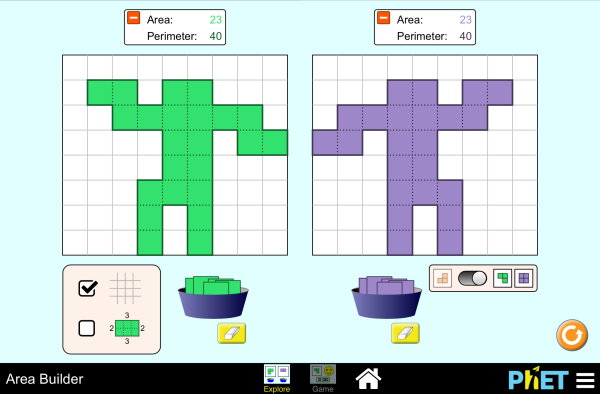 Area: 23
Perimeter: 40
Area: 23
Perimeter: 40
3
2 2
3
Area Builder
Explore
Game
PhET